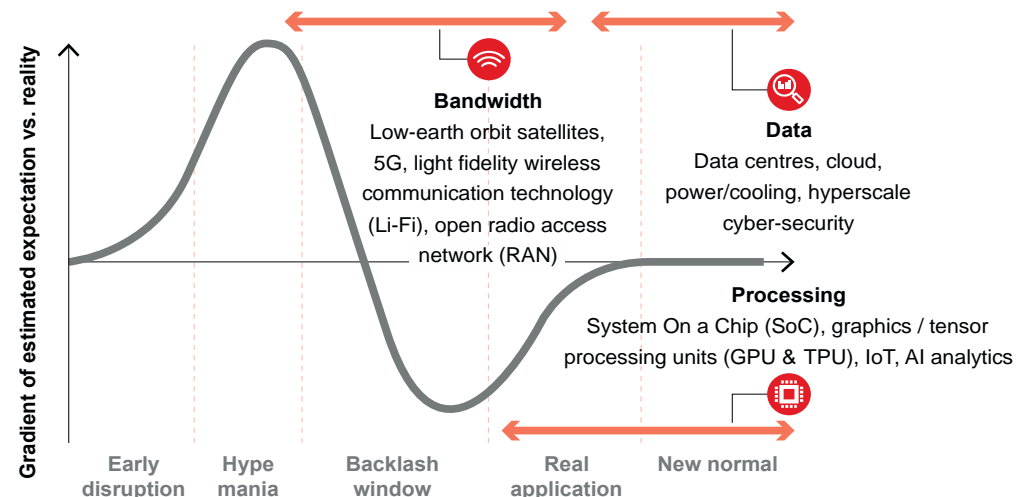 Gradient of estimated expectation vs. reality
Bandwidth
Low-earth orbit satellites,
5G, light fidelity wireless
communication technology
(Li-Fi), open radio access
network (RAN)
Data
Data centres, cloud,
power/cooling, hyperscale
cyber-security
Processing
System On a Chip (SoC), graphics / tensor
processing units (GPU & TPU), IoT, AI analytics
Early
disruption
Hype
mania
Backlash
window
Real
application
New normal